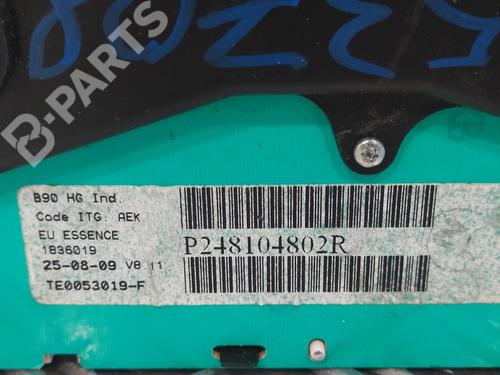 B90 HG Ind.
Code ITG: AEK
EU ESSENCE
1836019
25-08-09 V8.11
TE0053019-F
P248104802R
B-PARTS